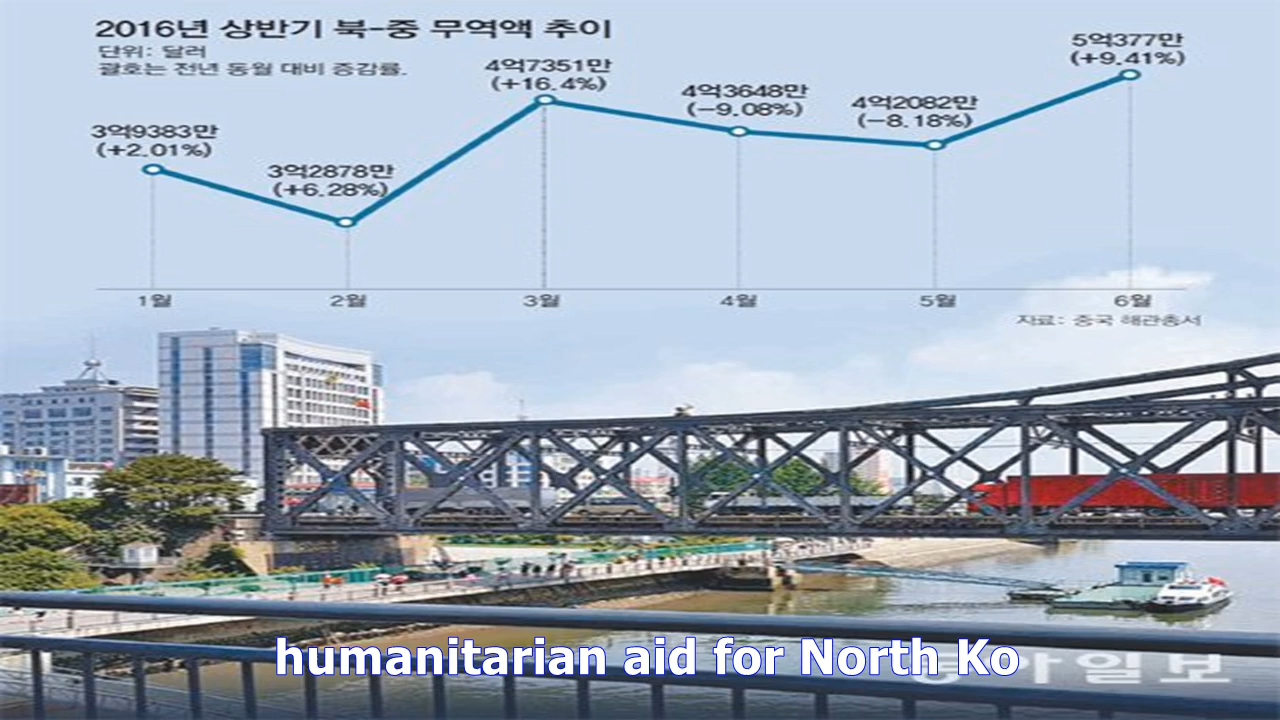 2016년 상반기 북-중 무역액 추이
단위: 달러
괄호는 전년 동월 대비 증감률.
3억9383만
(+2.01%)
3억2878만
(+6.28%)
4억7351만
(+16.4%)
4억3648만
(-9.08%)
4억2082만
(-8.18%)
5억377만
(+9.41%)
1월 2월 3월 4월 5월 6월
자료: 중국 해관총서
humanitarian aid for North Ko
동아일보